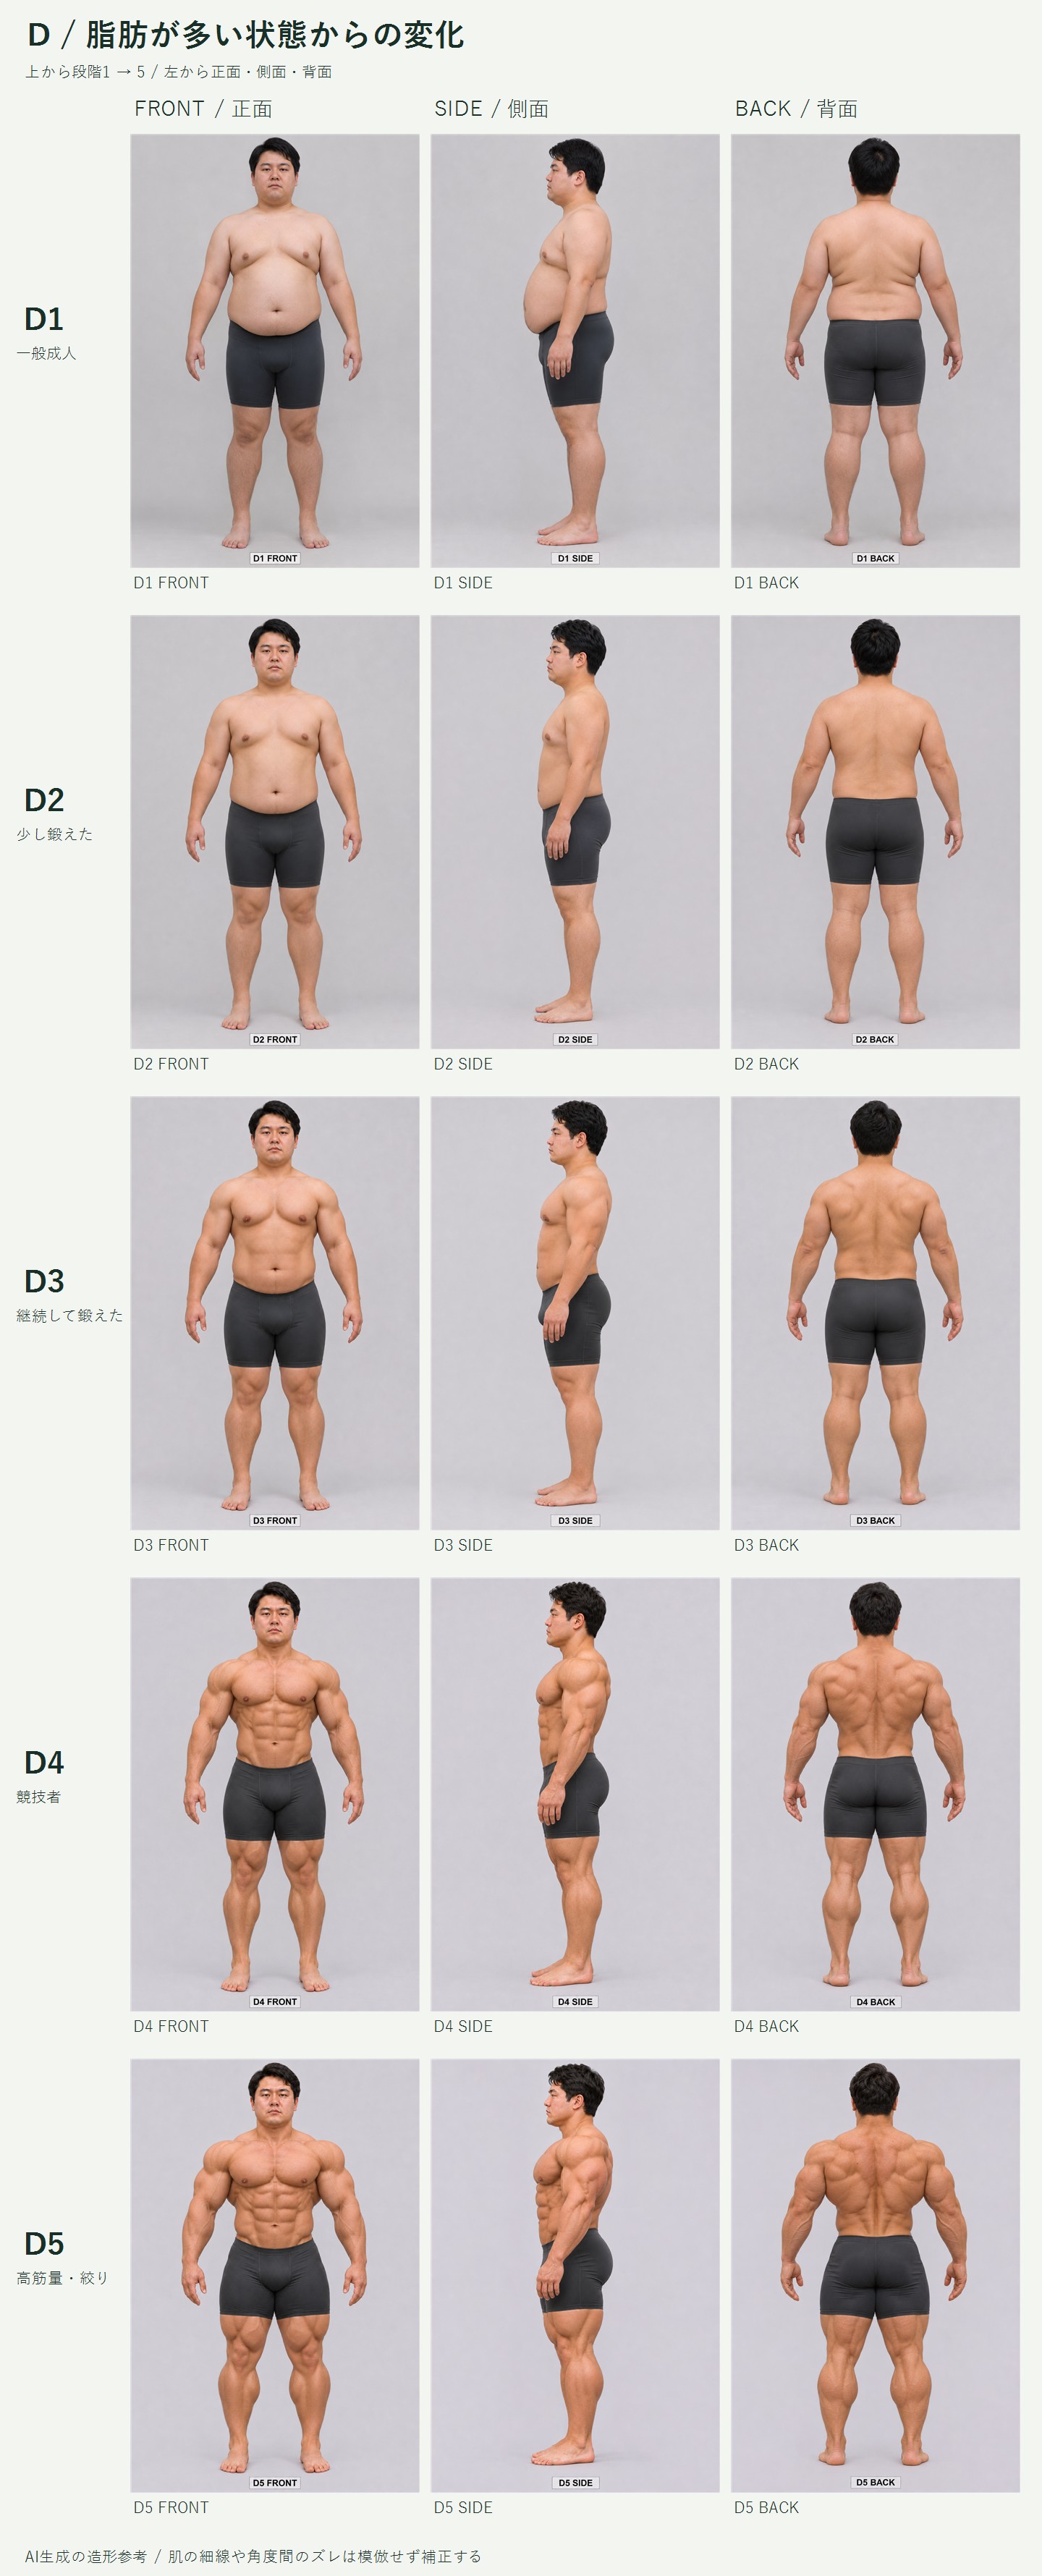 D / 脂肪が多い状態からの変化
上から段階1 → 5 / 左から正面・側面・背面
FRONT / 正面
SIDE / 側面
BACK / 背面
D1
一般成人
D1 FRONT
D1 SIDE
D1 BACK
D1 FRONT
D1 SIDE
D1 BACK
D2
少し鍛えた
D2 FRONT
D2 SIDE
D2 BACK
D2 FRONT
D2 SIDE
D2 BACK
D3
継続して鍛えた
D3 FRONT
D3 SIDE
D3 BACK
D3 FRONT
D3 SIDE
D3 BACK
D4
競技者
D4 FRONT
D4 SIDE
D4 BACK
D4 FRONT
D4 SIDE
D4 BACK
D5
高筋量・絞り
D5 FRONT
D5 SIDE
D5 BACK
D5 FRONT
D5 SIDE
D5 BACK
AI生成の造形参考 / 肌の細線や角度間のズレは模倣せず補正する